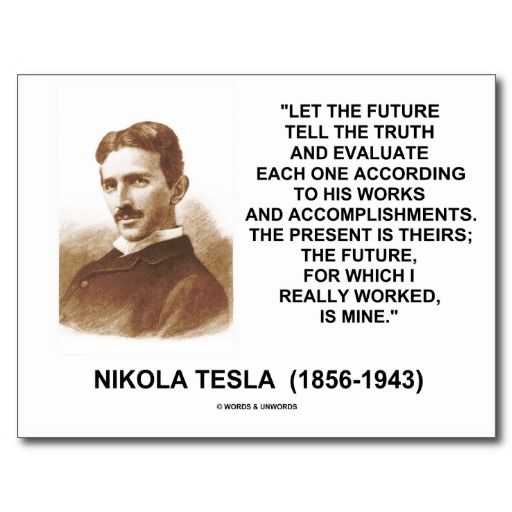 "LET THE FUTURE
TELL THE TRUTH
AND EVALUATE
EACH ONE ACCORDING
TO HIS WORKS
AND ACCOMPLISHMENTS.
THE PRESENT IS THEIRS;
THE FUTURE,
FOR WHICH I
REALLY WORKED,
IS MINE."
NIKOLA TESLA (1856-1943)
© WORDS & UNWORDS